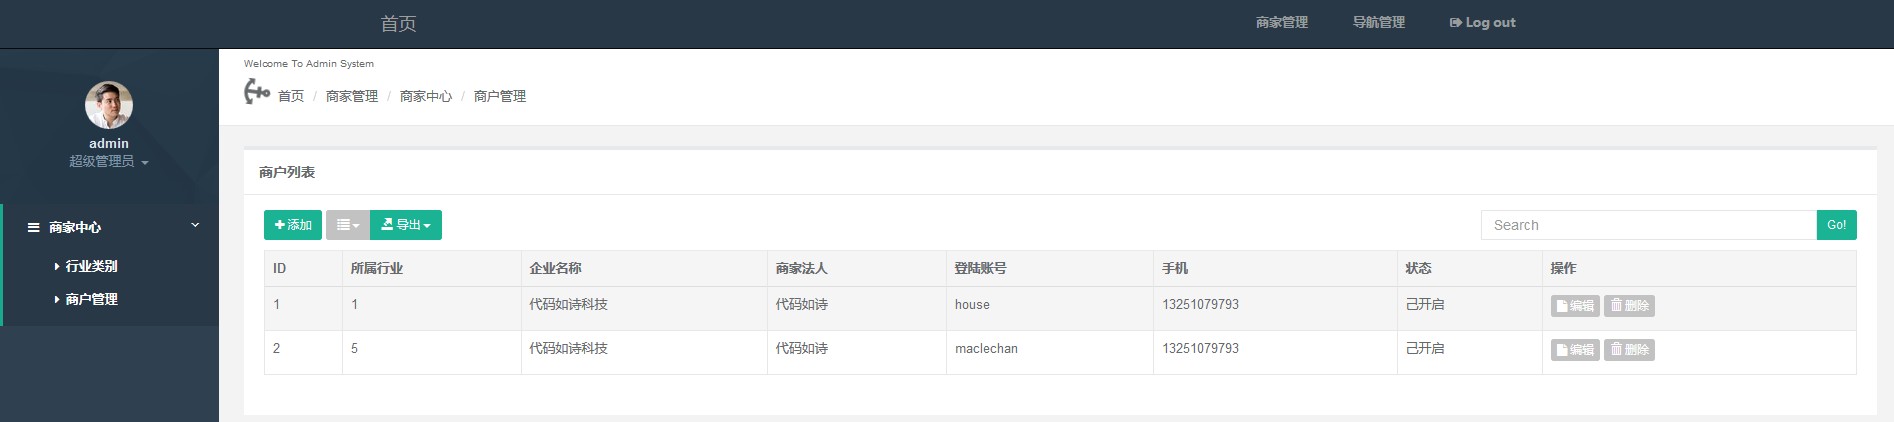 首页 商家管理 导航管理 Log out
Welcome To Admin System
首页 / 商家管理 / 商家中心 / 商户管理
admin
超级管理员
商家中心
行业类别
商户管理
商户列表
添加 导出 Search Go!
ID 所属行业 企业名称 商家法人 登陆账号 手机 状态 操作
1 1 代码如诗科技 代码如诗 house 13251079793 己开启 编辑 删除
2 5 代码如诗科技 代码如诗 maclechan 13251079793 己开启 编辑 删除